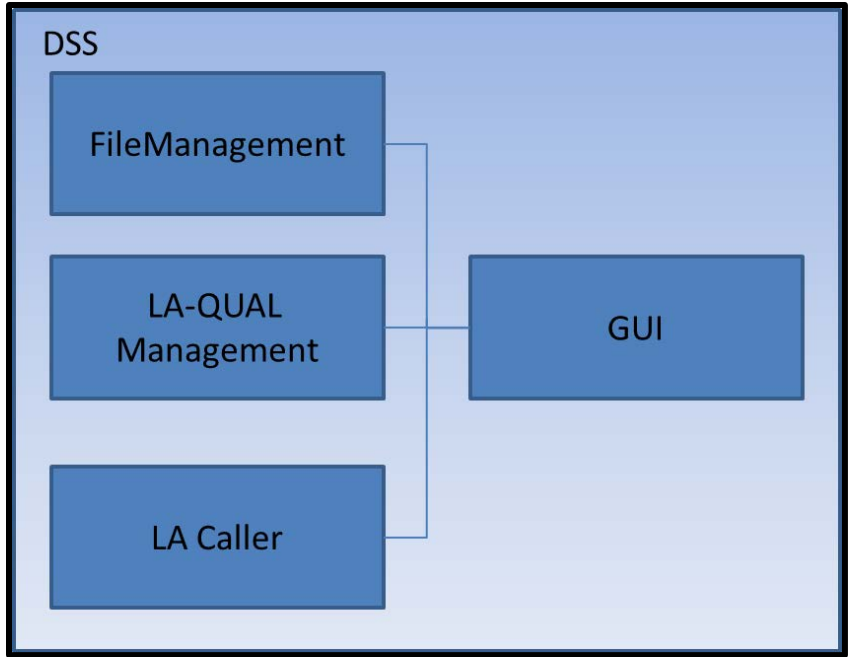 DSS
FileManagement
LA-QUAL
Management
GUI
LA Caller